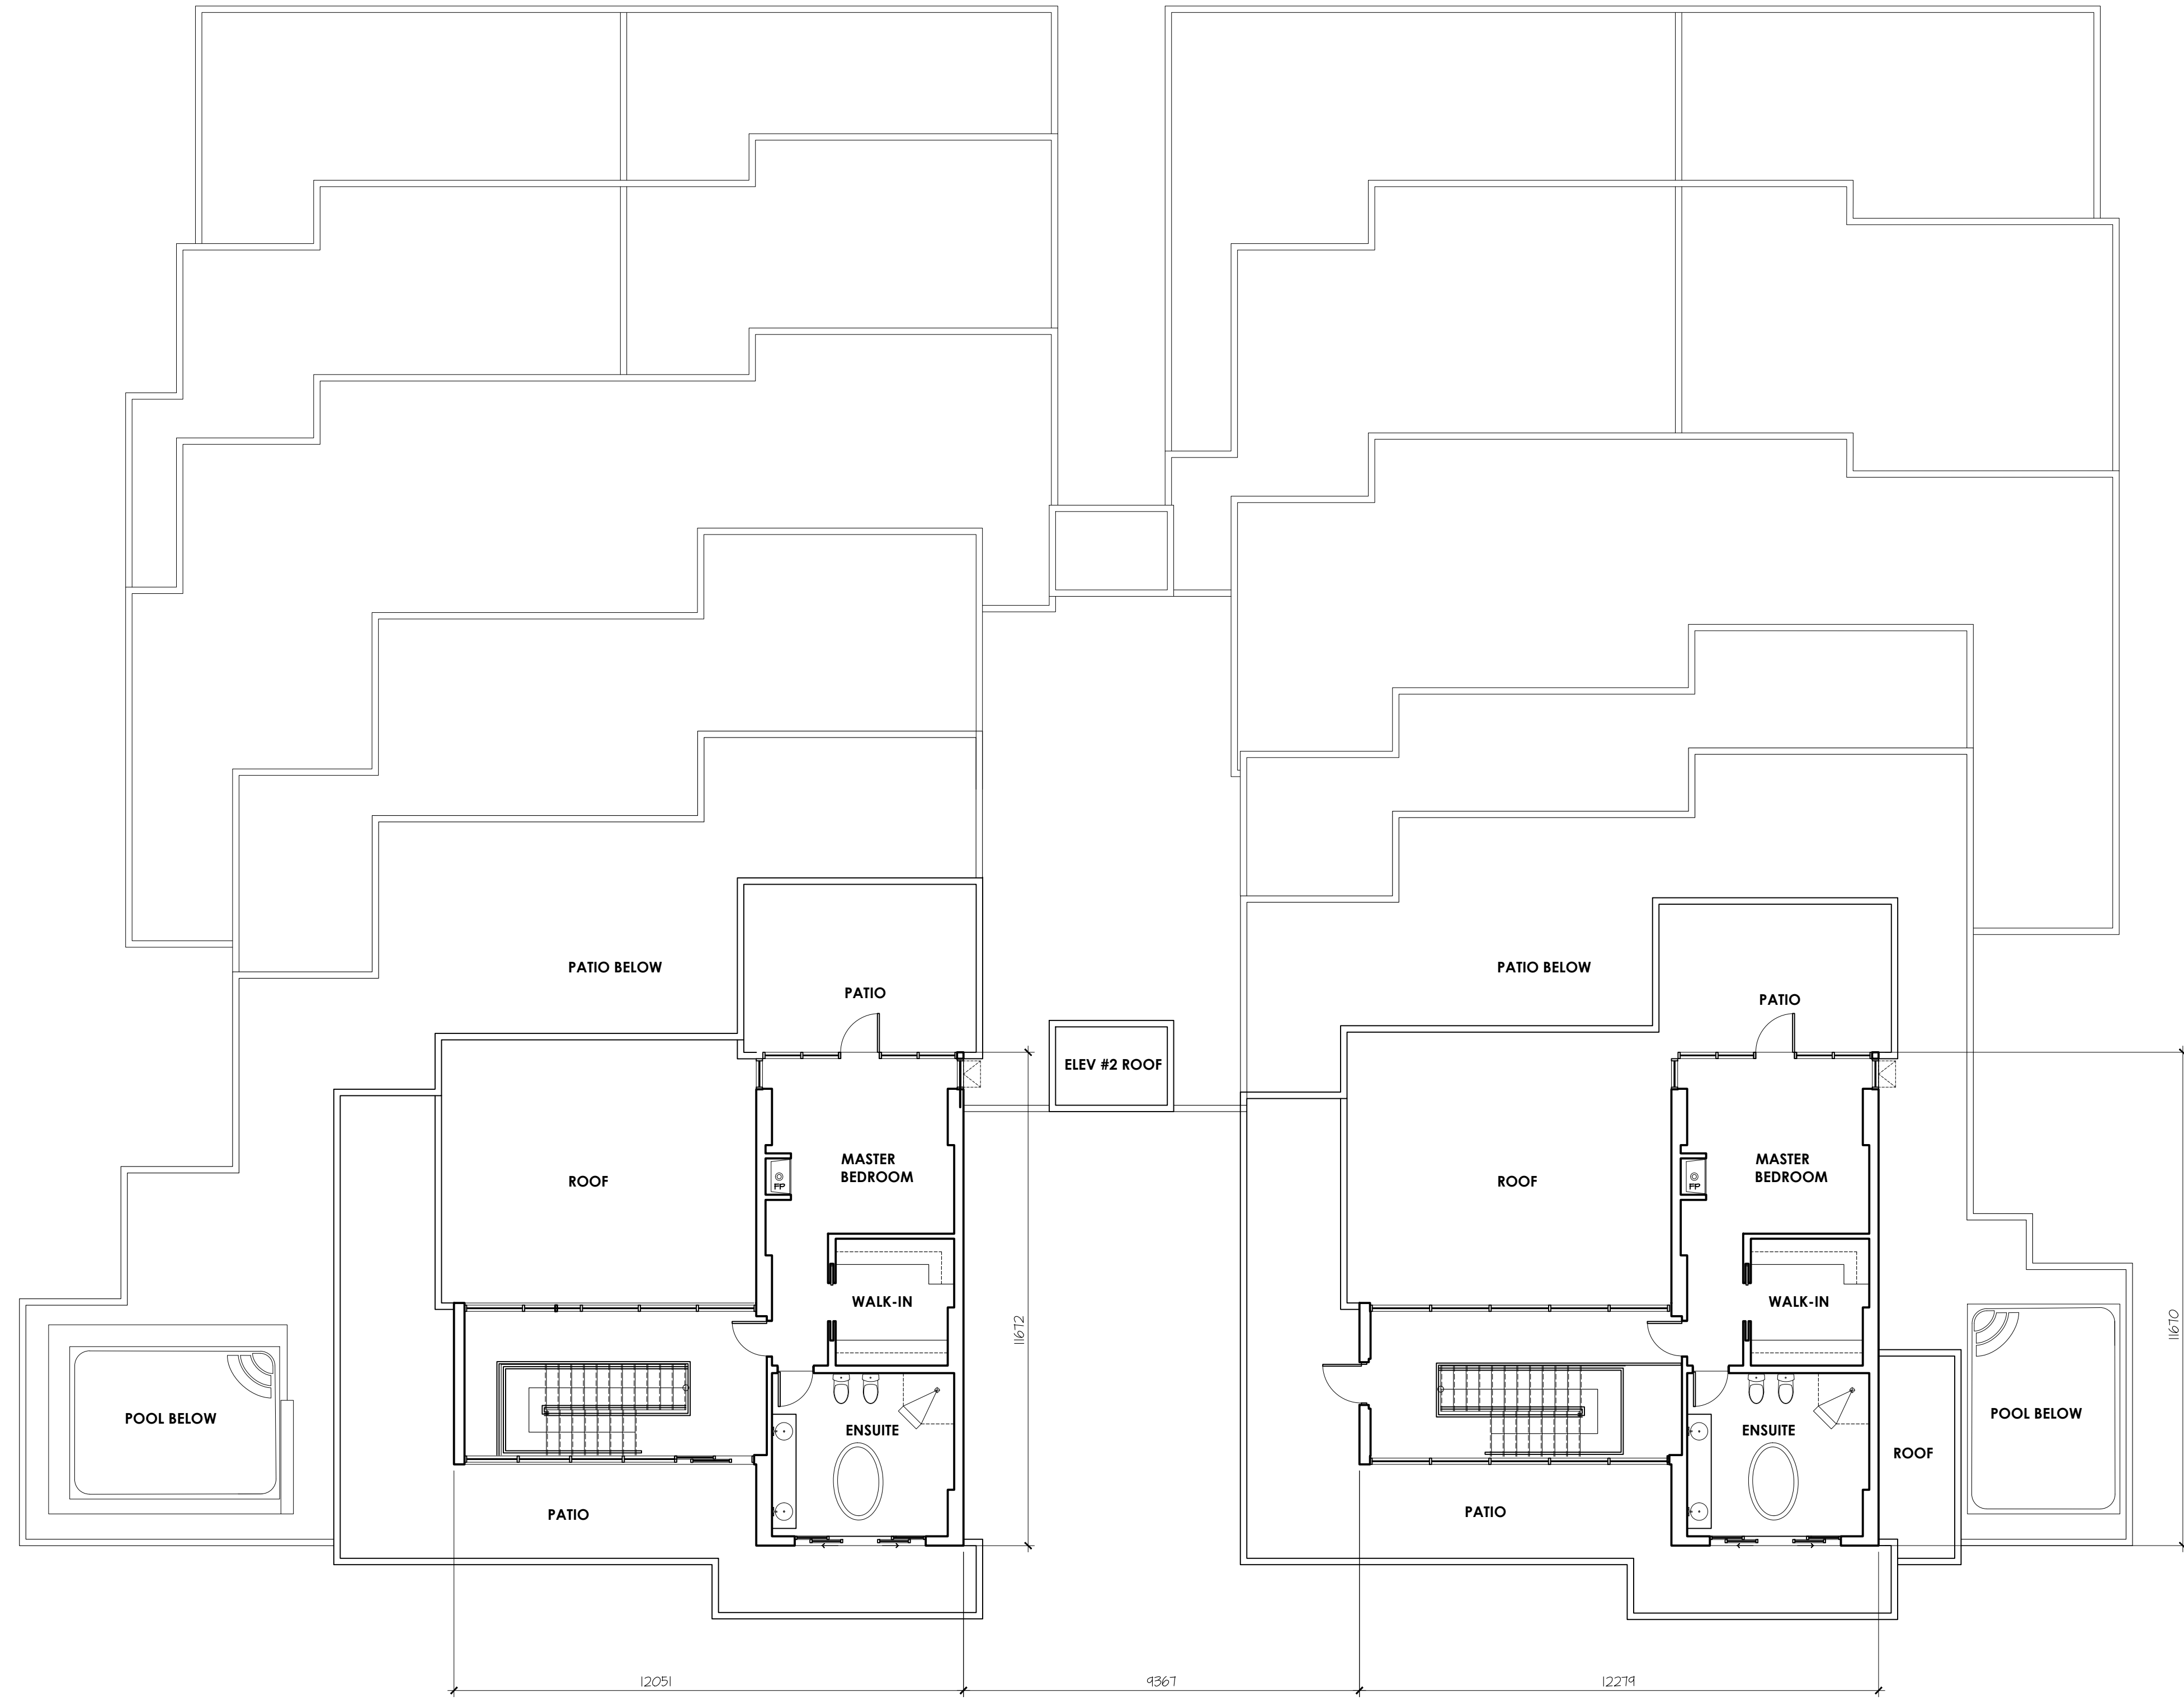 PATIO BELOW
PATIO
PATIO BELOW
PATIO
ELEV #2 ROOF
ROOF
MASTER
BEDROOM
FP
ROOF
MASTER
BEDROOM
FP
WALK-IN
WALK-IN
11672
11670
POOL BELOW
ENSUITE
ENSUITE
ROOF
POOL BELOW
PATIO
PATIO
12051
9367
12279